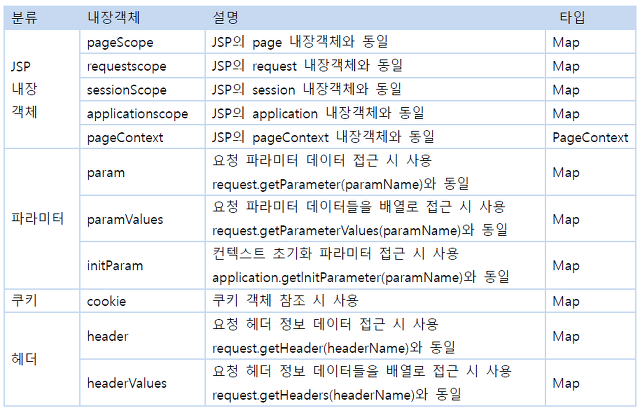 분류 내장객체 설명 타입
JSP 내장 객체
pageScope JSP의 page 내장객체와 동일 Map
requestscope JSP의 request 내장객체와 동일 Map
sessionScope JSP의 session 내장객체와 동일 Map
applicationscope JSP의 application 내장객체와 동일 Map
pageContext JSP의 pageContext 내장객체와 동일 PageContext
파라미터
param 요청 파라미터 데이터 접근 시 사용 Map
request.getParameter(paramName)와 동일
paramValues 요청 파라미터 데이터들을 배열로 접근 시 사용 Map
request.getParameterValues(paramName)와 동일
initParam 컨텍스트 초기화 파라미터 접근 시 사용 Map
application.getInitParameter(paramName)와 동일
쿠키 cookie 쿠키 객체 참조 시 사용 Map
헤더
header 요청 헤더 정보 데이터 접근 시 사용 Map
request.getHeader(headerName)와 동일
headerValues 요청 헤더 정보 데이터들을 배열로 접근 시 사용 Map
request.getHeaders(headerName)와 동일